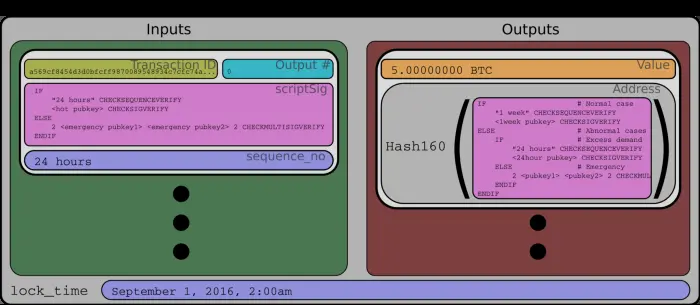 Inputs
Outputs
Transaction ID
a569cf8454d3d0bfcff9870089548934c7cfc74a...
Output #
0
scriptSig
IF
"24 hours" CHECKSEQUENCEVERIFY
<hot pubkey> CHECKSIGVERIFY
ELSE
2 <emergency pubkey1> <emergency pubkey2> 2 CHECKMULTISIGVERIFY
ENDIF
sequence_no
24 hours
Value
5.00000000 BTC
Address
Hash160
IF # Normal case
"1 week" CHECKSEQUENCEVERIFY
<1week pubkey> CHECKSIGVERIFY
ELSE # Abnormal cases
IF # Excess demand
"24 hours" CHECKSEQUENCEVERIFY
<24hour pubkey> CHECKSIGVERIFY
ELSE # Emergency
2 <pubkey1> <pubkey2> 2 CHECKMUL
ENDIF
ENDIF
lock_time
September 1, 2016, 2:00am